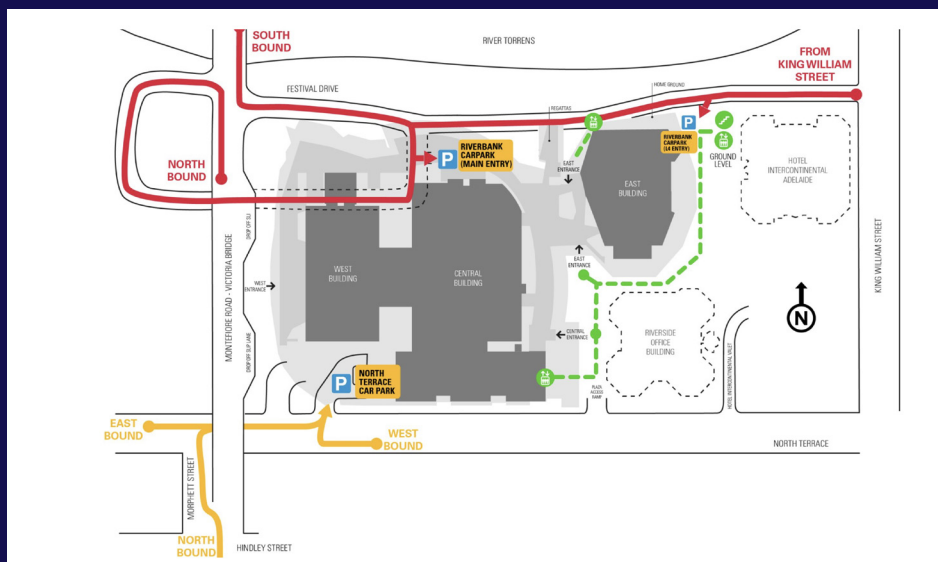 SOUTH
BOUND
RIVER TORRENS
FROM
KING WILLIAM
STREET
FESTIVAL DRIVE
HOME GROUND
REGATTAS
P
RIVERBANK
CARPARK
(L4 ENTRY)
GROUND
LEVEL
P
RIVERBANK
CARPARK
(MAIN ENTRY)
NORTH
BOUND
EAST
ENTRANCE
EAST
BUILDING
HOTEL
INTERCONTINENTAL
ADELAIDE
DROP OFF SLI
MONTEFIORE ROAD - VICTORIA BRIDGE
KING WILLIAM STREET
WEST
BUILDING
CENTRAL
BUILDING
EAST
ENTRANCE
WEST
ENTRANCE
N
CENTRAL
ENTRANCE
RIVERSIDE
OFFICE
BUILDING
DROP OFF SLIP LANE
HOTEL INTERCONTINENTAL VALET
P
NORTH
TERRACE
CAR PARK
PLAZA
ACCESS
RAMP
EAST
BOUND
WEST
BOUND
NORTH TERRACE
MORPHETT STREET
NORTH
BOUND
HINDLEY STREET